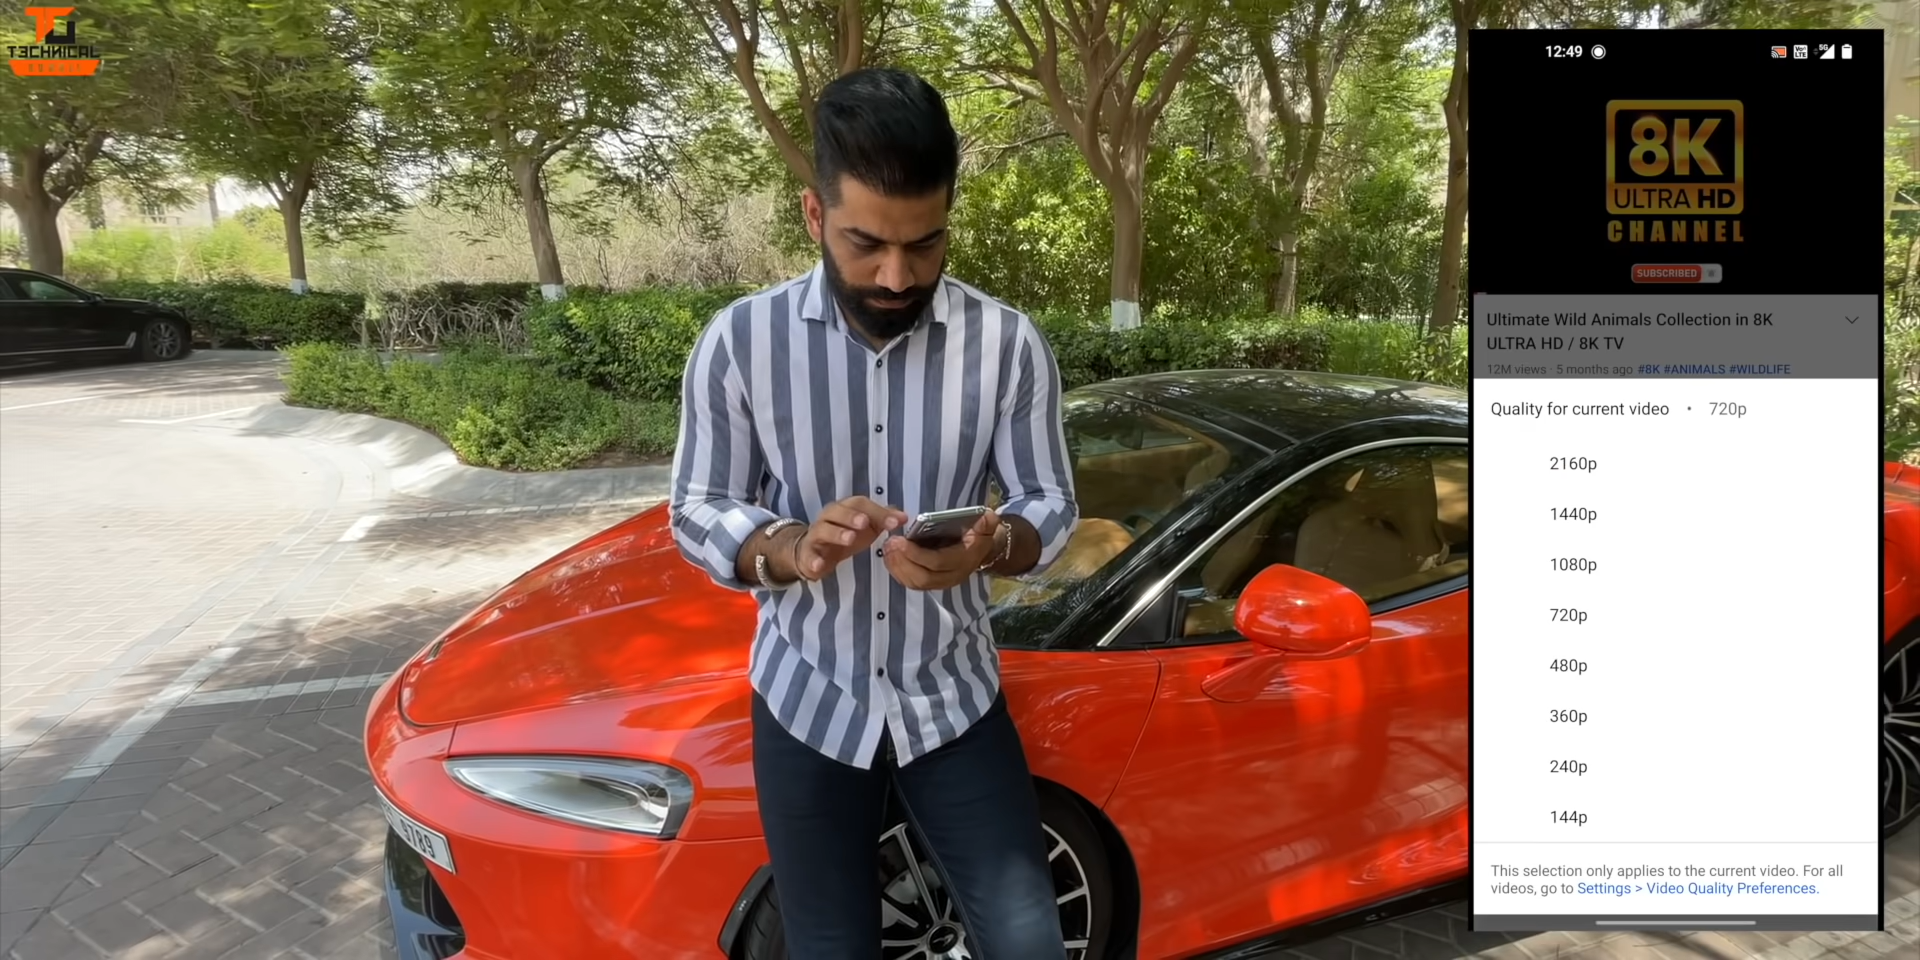 TECHNICAL
12:49
5G
8K
ULTRA HD
CHANNEL
SUBSCRIBED
Ultimate Wild Animals Collection in 8K
ULTRA HD / 8K TV
12M views · 5 months ago #8K #ANIMALS #WILDLIFE
Quality for current video • 720p
2160p
1440p
1080p
720p
480p
360p
240p
144p
This selection only applies to the current video. For all
videos, go to Settings > Video Quality Preferences.
9789